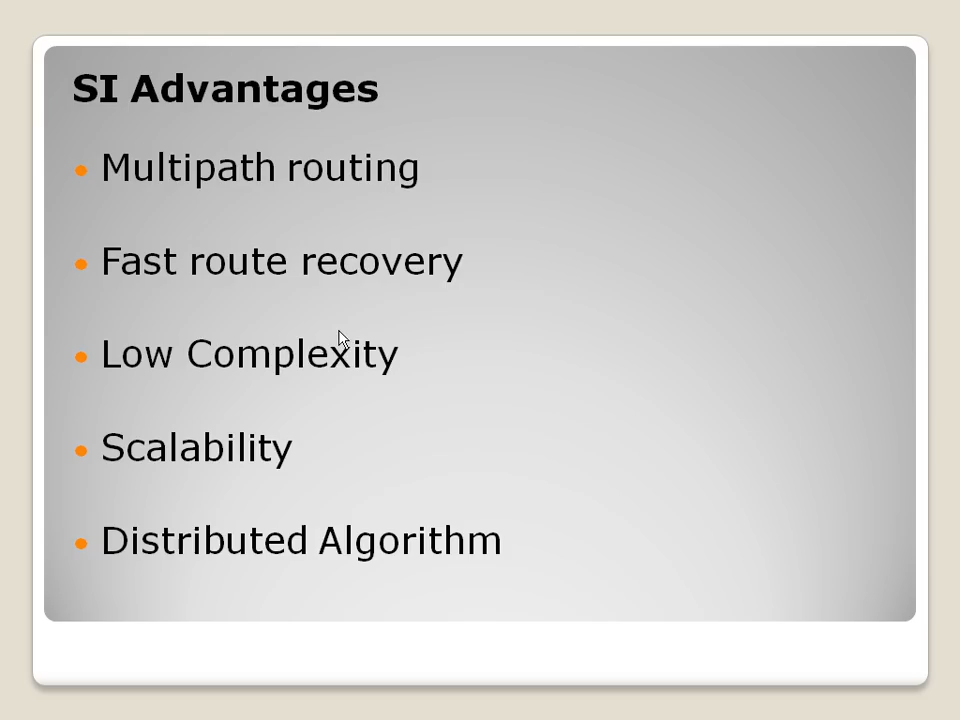 SI Advantages
Multipath routing
Fast route recovery
Low Complexity
Scalability
Distributed Algorithm